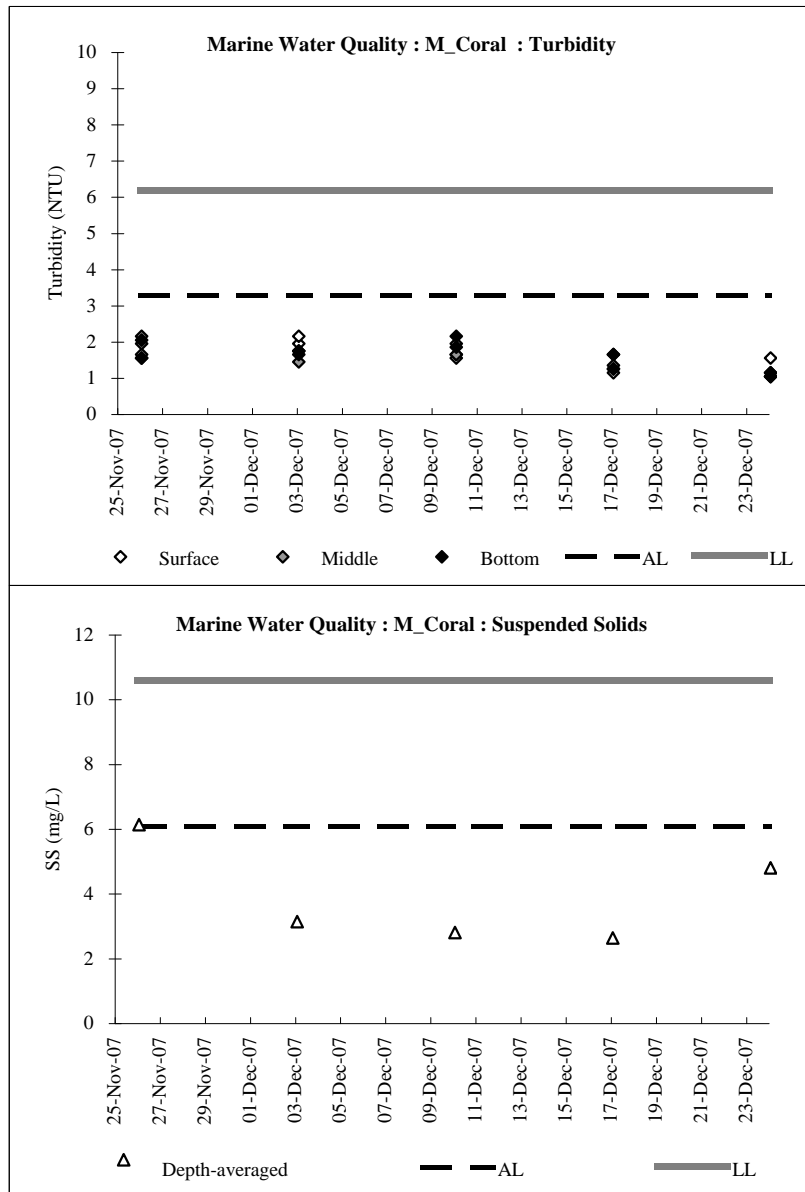 Marine Water Quality : M_Coral : Turbidity
10
9
8
7
6
5
4
3
2
1
0
Turbidity (NTU)
25-Nov-07
27-Nov-07
29-Nov-07
01-Dec-07
03-Dec-07
05-Dec-07
07-Dec-07
09-Dec-07
11-Dec-07
13-Dec-07
15-Dec-07
17-Dec-07
19-Dec-07
21-Dec-07
23-Dec-07
Surface Middle Bottom AL LL
Marine Water Quality : M_Coral : Suspended Solids
12
10
8
6
4
2
0
SS (mg/L)
25-Nov-07
27-Nov-07
29-Nov-07
01-Dec-07
03-Dec-07
05-Dec-07
07-Dec-07
09-Dec-07
11-Dec-07
13-Dec-07
15-Dec-07
17-Dec-07
19-Dec-07
21-Dec-07
23-Dec-07
Depth-averaged AL LL